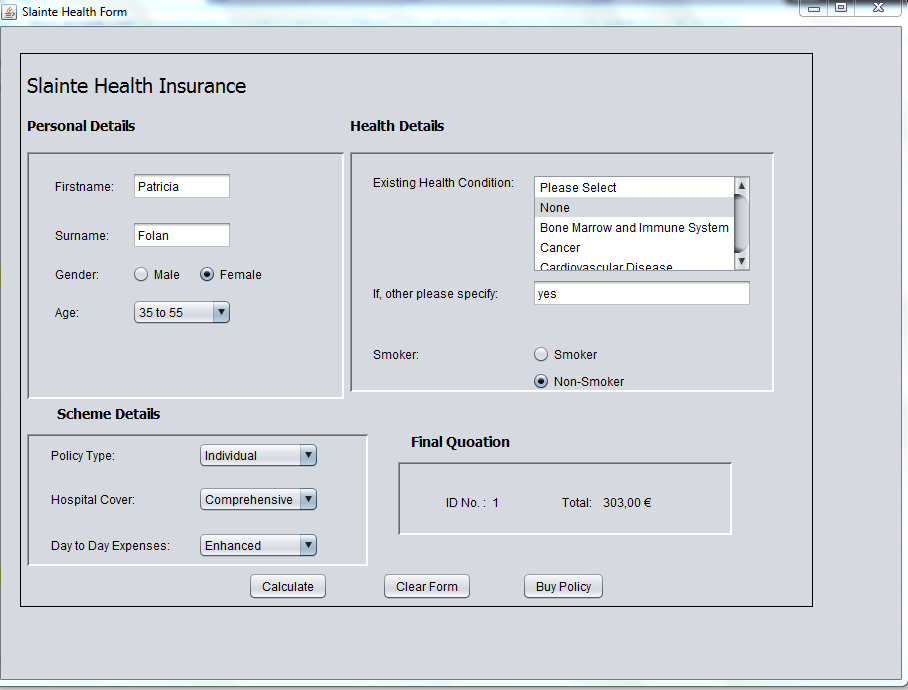 Slainte Health Form
Slainte Health Insurance
Personal Details
Firstname: Patricia
Surname: Folan
Gender: Male Female
Age: 35 to 55
Health Details
Existing Health Condition: Please Select
None
Bone Marrow and Immune System
Cancer
Cardiovascular Disease
If, other please specify: yes
Smoker: Smoker
Non-Smoker
Scheme Details
Policy Type: Individual
Hospital Cover: Comprehensive
Day to Day Expenses: Enhanced
Final Quoation
ID No. : 1 Total: 303,00 €
Calculate Clear Form Buy Policy